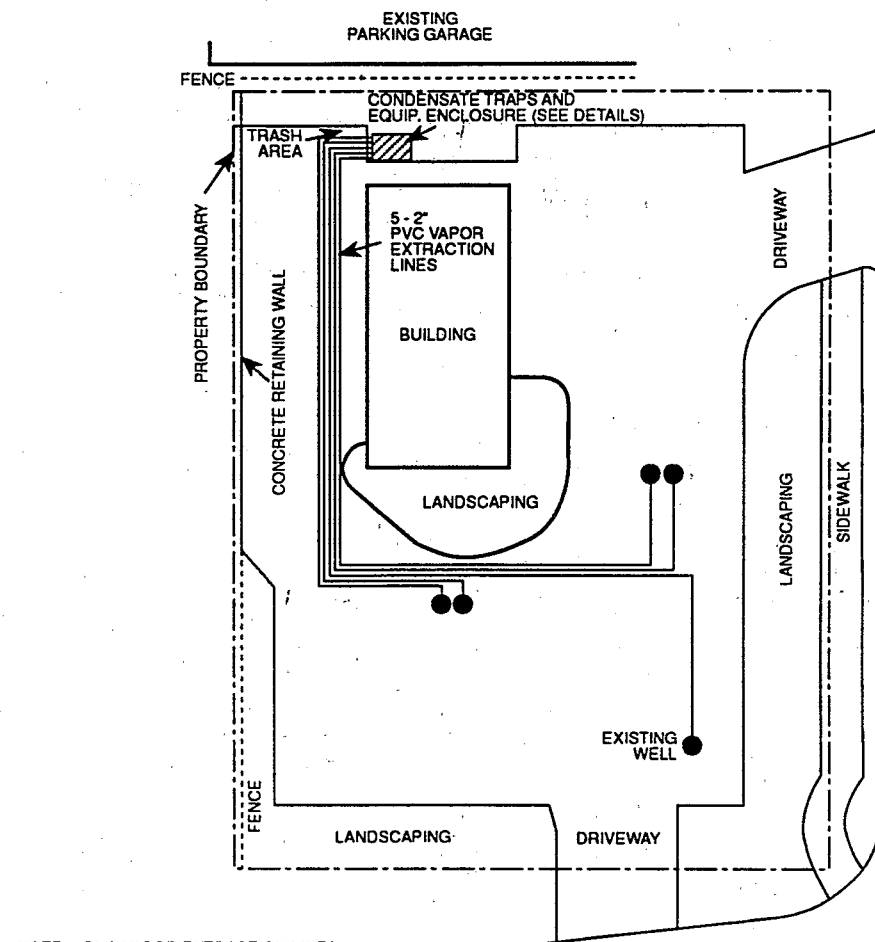 EXISTING
PARKING GARAGE
FENCE
CONDENSATE TRAPS AND
EQUIP. ENCLOSURE (SEE DETAILS)
TRASH
AREA
PROPERTY BOUNDARY
CONCRETE RETAINING WALL
5 - 2"
PVC VAPOR
EXTRACTION
LINES
DRIVEWAY
BUILDING
LANDSCAPING
LANDSCAPING
SIDEWALK
EXISTING
WELL
FENCE
LANDSCAPING
DRIVEWAY